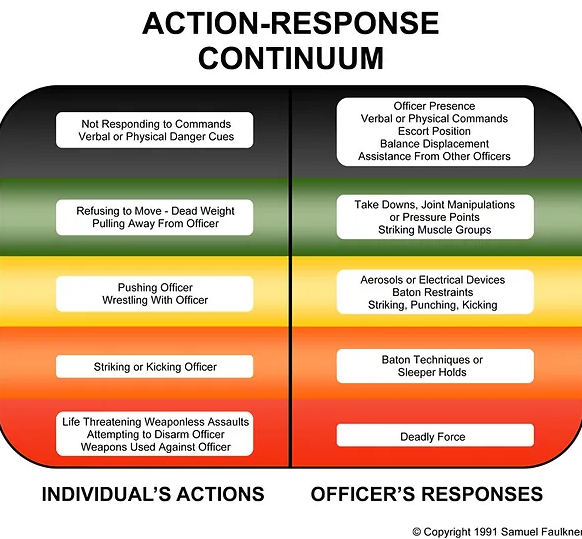 ACTION-RESPONSE
CONTINUUM
Not Responding to Commands
Verbal or Physical Danger Cues
Officer Presence
Verbal or Physical Commands
Escort Position
Balance Displacement
Assistance From Other Officers
Refusing to Move - Dead Weight
Pulling Away From Officer
Take Downs, Joint Manipulations
or Pressure Points
Striking Muscle Groups
Pushing Officer
Wrestling With Officer
Aerosols or Electrical Devices
Baton Restraints
Striking, Punching, Kicking
Striking or Kicking Officer
Baton Techniques or
Sleeper Holds
Life Threatening Weaponless Assaults
Attempting to Disarm Officer
Weapons Used Against Officer
Deadly Force
INDIVIDUAL'S ACTIONS
OFFICER'S RESPONSES
© Copyright 1991 Samuel Faulkner